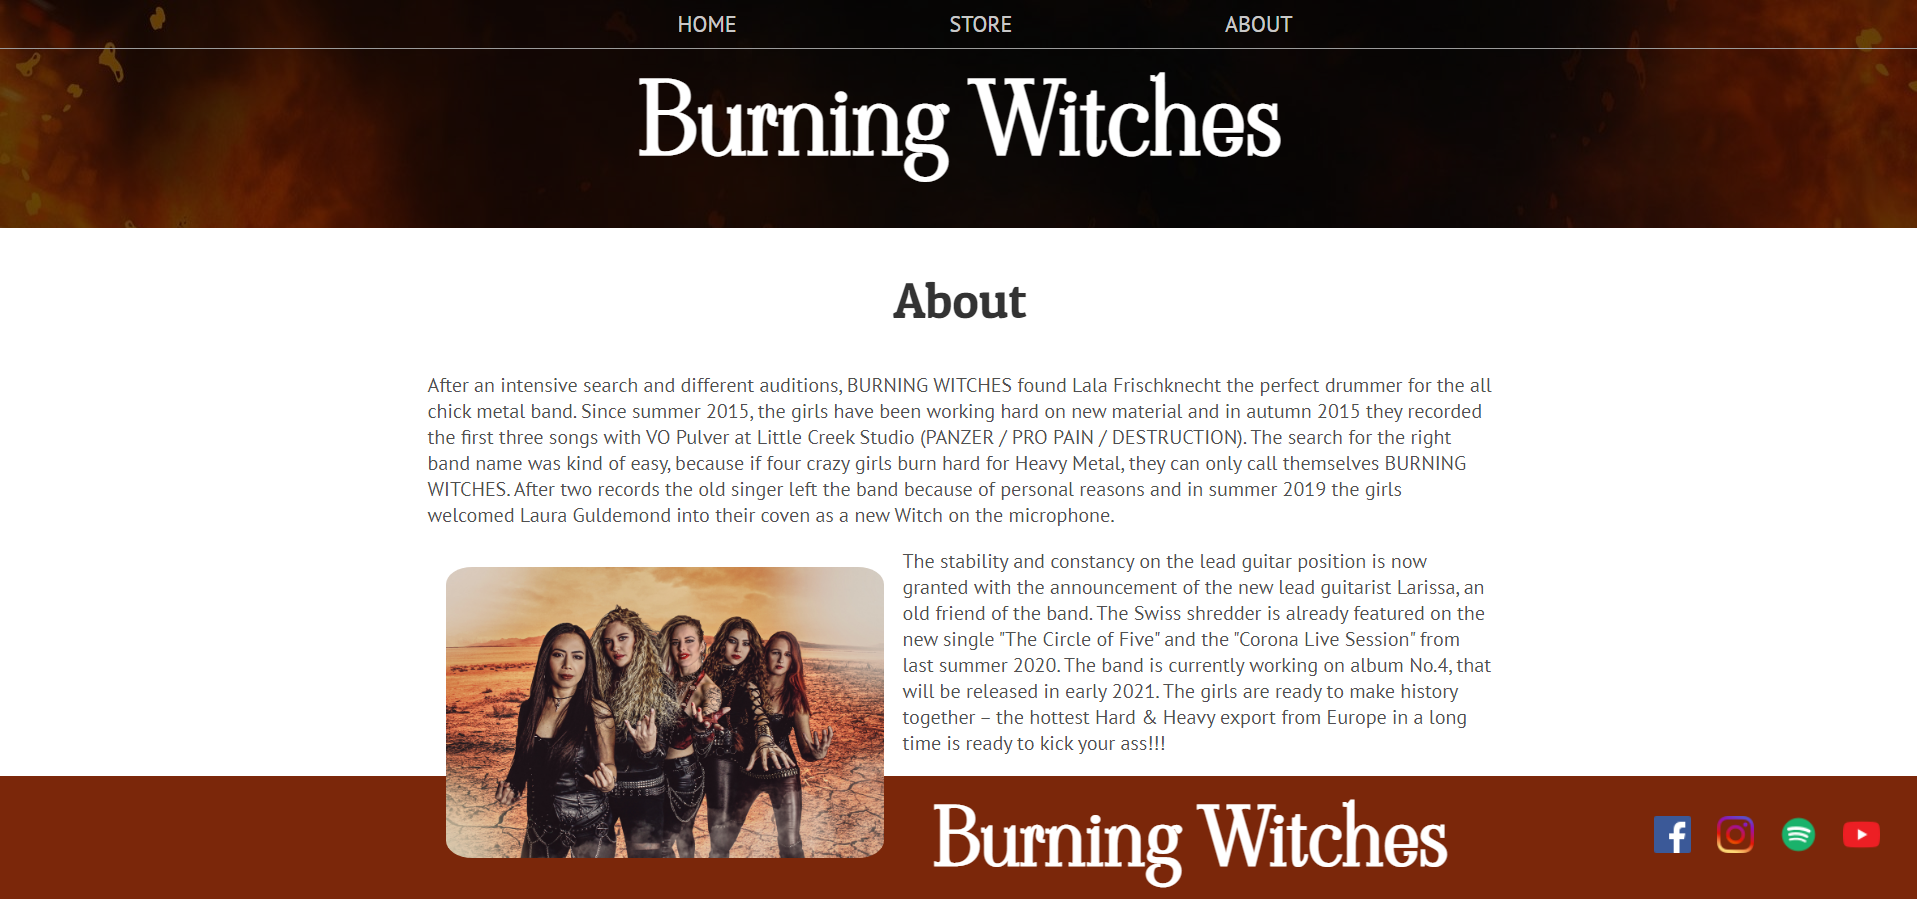 HOME STORE ABOUT
Burning Witches
About
After an intensive search and different auditions, BURNING WITCHES found Lala Frischknecht the perfect drummer for the all
chick metal band. Since summer 2015, the girls have been working hard on new material and in autumn 2015 they recorded
the first three songs with VO Pulver at Little Creek Studio (PANZER / PRO PAIN / DESTRUCTION). The search for the right
band name was kind of easy, because if four crazy girls burn hard for Heavy Metal, they can only call themselves BURNING
WITCHES. After two records the old singer left the band because of personal reasons and in summer 2019 the girls
welcomed Laura Guldemond into their coven as a new Witch on the microphone.
The stability and constancy on the lead guitar position is now
granted with the announcement of the new lead guitarist Larissa, an
old friend of the band. The Swiss shredder is already featured on the
new single "The Circle of Five" and the "Corona Live Session" from
last summer 2020. The band is currently working on album No.4, that
will be released in early 2021. The girls are ready to make history
together – the hottest Hard & Heavy export from Europe in a long
time is ready to kick your ass!!!
Burning Witches